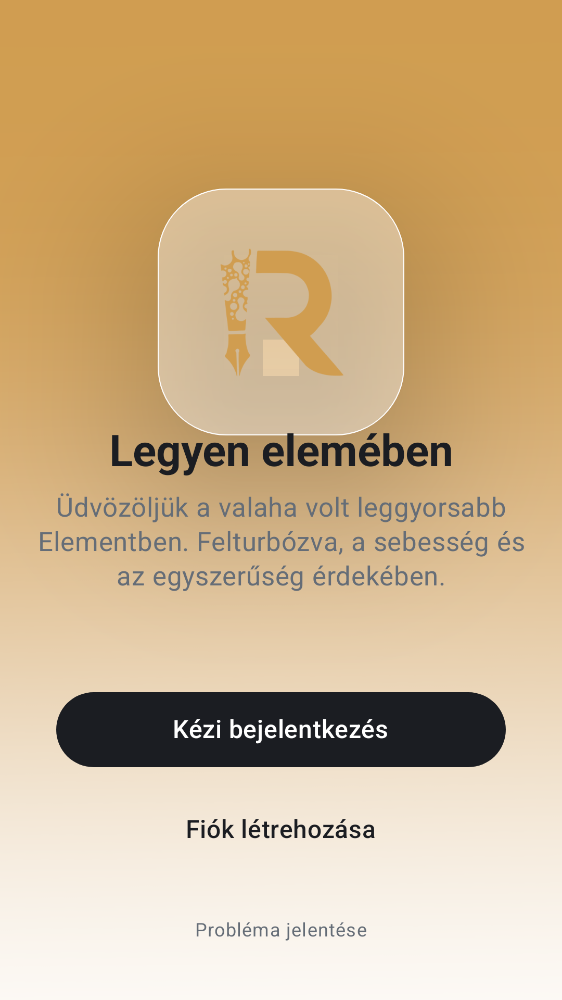 R
Legyen elemében
Üdvözöljük a valaha volt leggyorsabb
Elementben. Felturbózva, a sebesség és
az egyszerűség érdekében.
Kézi bejelentkezés
Fiók létrehozása
Probléma jelentése